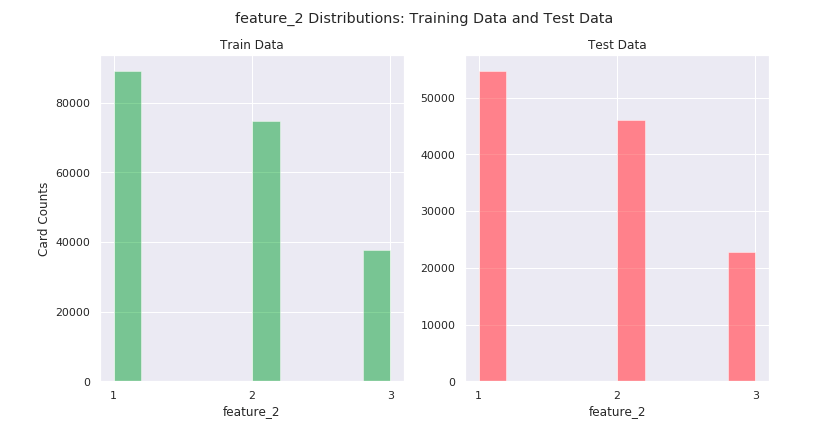 feature_2 Distributions: Training Data and Test Data
Train Data
Card Counts
80000
60000
40000
20000
0
1 2 3
feature_2
Test Data
50000
40000
30000
20000
10000
0
1 2 3
feature_2